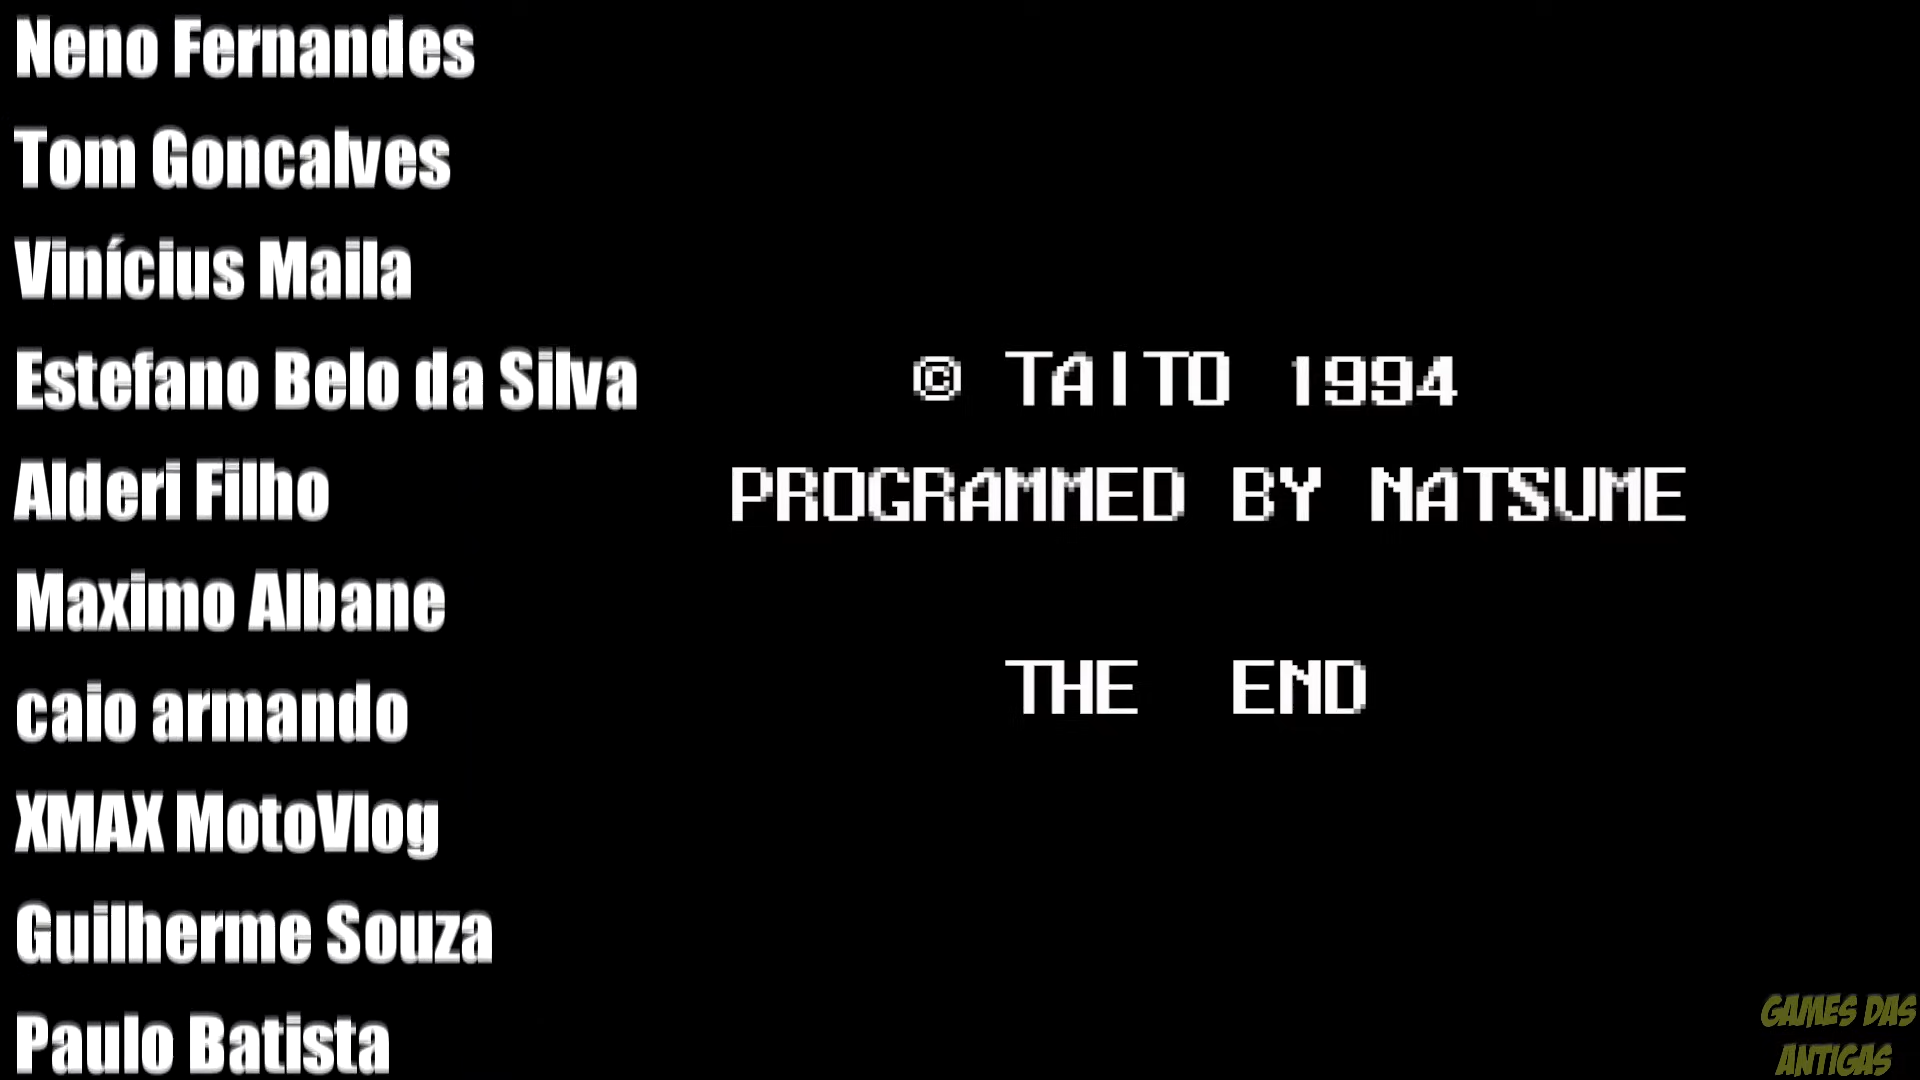 Neno Fernandes
Tom Goncalves
Vinícius Maila
Estefano Belo da Silva
Alderi Filho
Maximo Albane
caio armando
XMAX MotoVlog
Guilherme Souza
Paulo Batista
© TAITO 1994
PROGRAMMED BY NATSUME
THE END
GAMES DAS
ANTIGAS